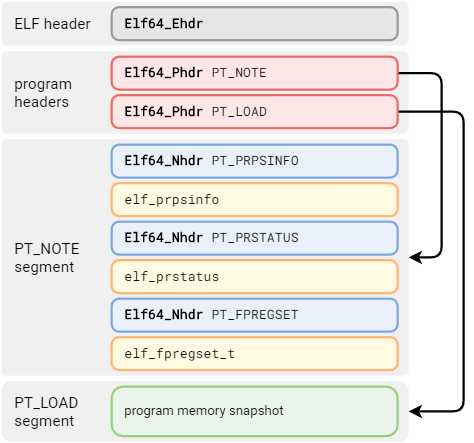 ELF header
Elf64_Ehdr
program
headers
Elf64_Phdr PT_NOTE
Elf64_Phdr PT_LOAD
PT_NOTE
segment
Elf64_Nhdr PT_PRPSINFO
elf_prpsinfo
Elf64_Nhdr PT_PRSTATUS
elf_prstatus
Elf64_Nhdr PT_FPREGSET
elf_fpregset_t
PT_LOAD
segment
program memory snapshot